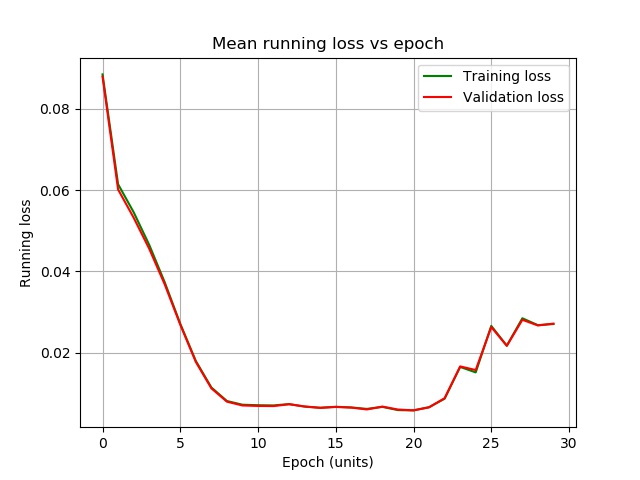 Mean running loss vs epoch
Training loss
Validation loss
0.08
0.06
0.04
0.02
Running loss
0 5 10 15 20 25 30
Epoch (units)